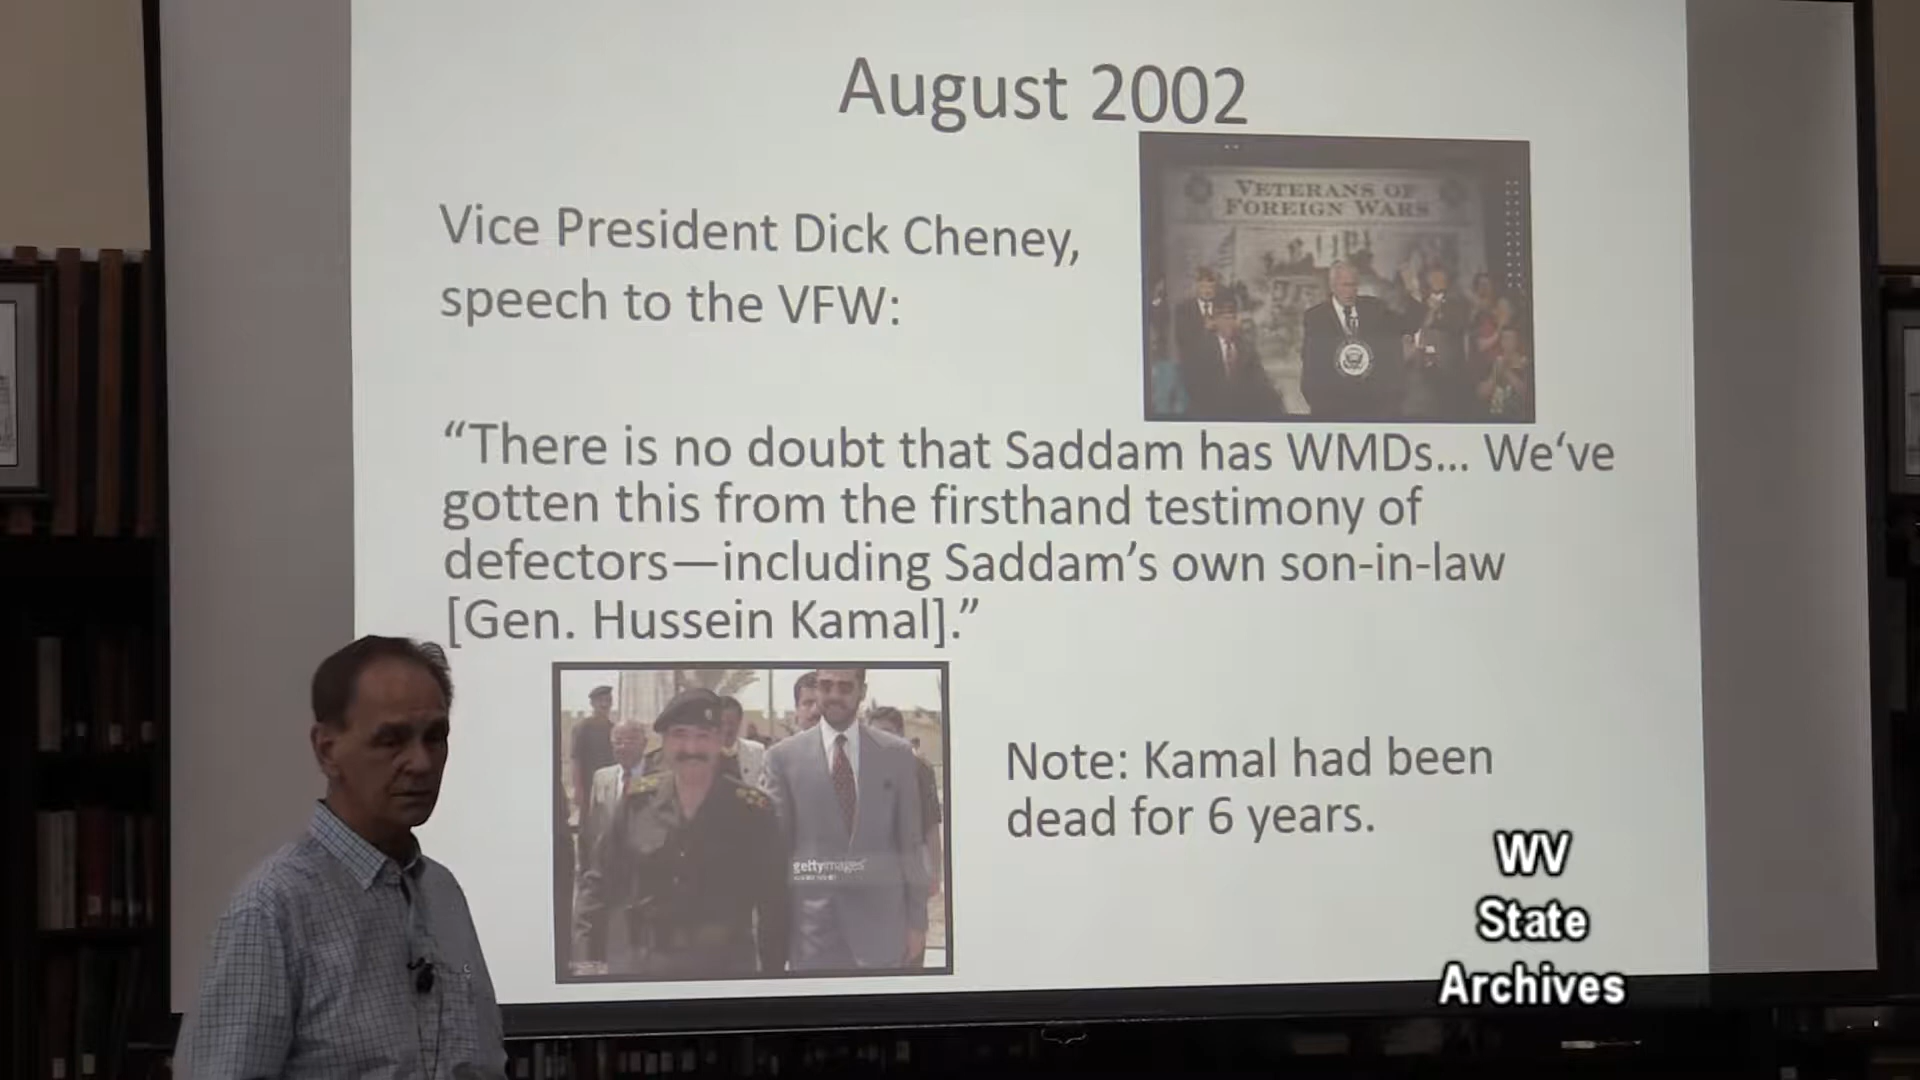 August 2002
VETERANS OF
FOREIGN WARS
Vice President Dick Cheney,
speech to the VFW:
“There is no doubt that Saddam has WMDs... We‘ve
gotten this from the firsthand testimony of
defectors—including Saddam’s own son-in-law
[Gen. Hussein Kamal].”
gettyimages
Note: Kamal had been
dead for 6 years.
WV
State
Archives